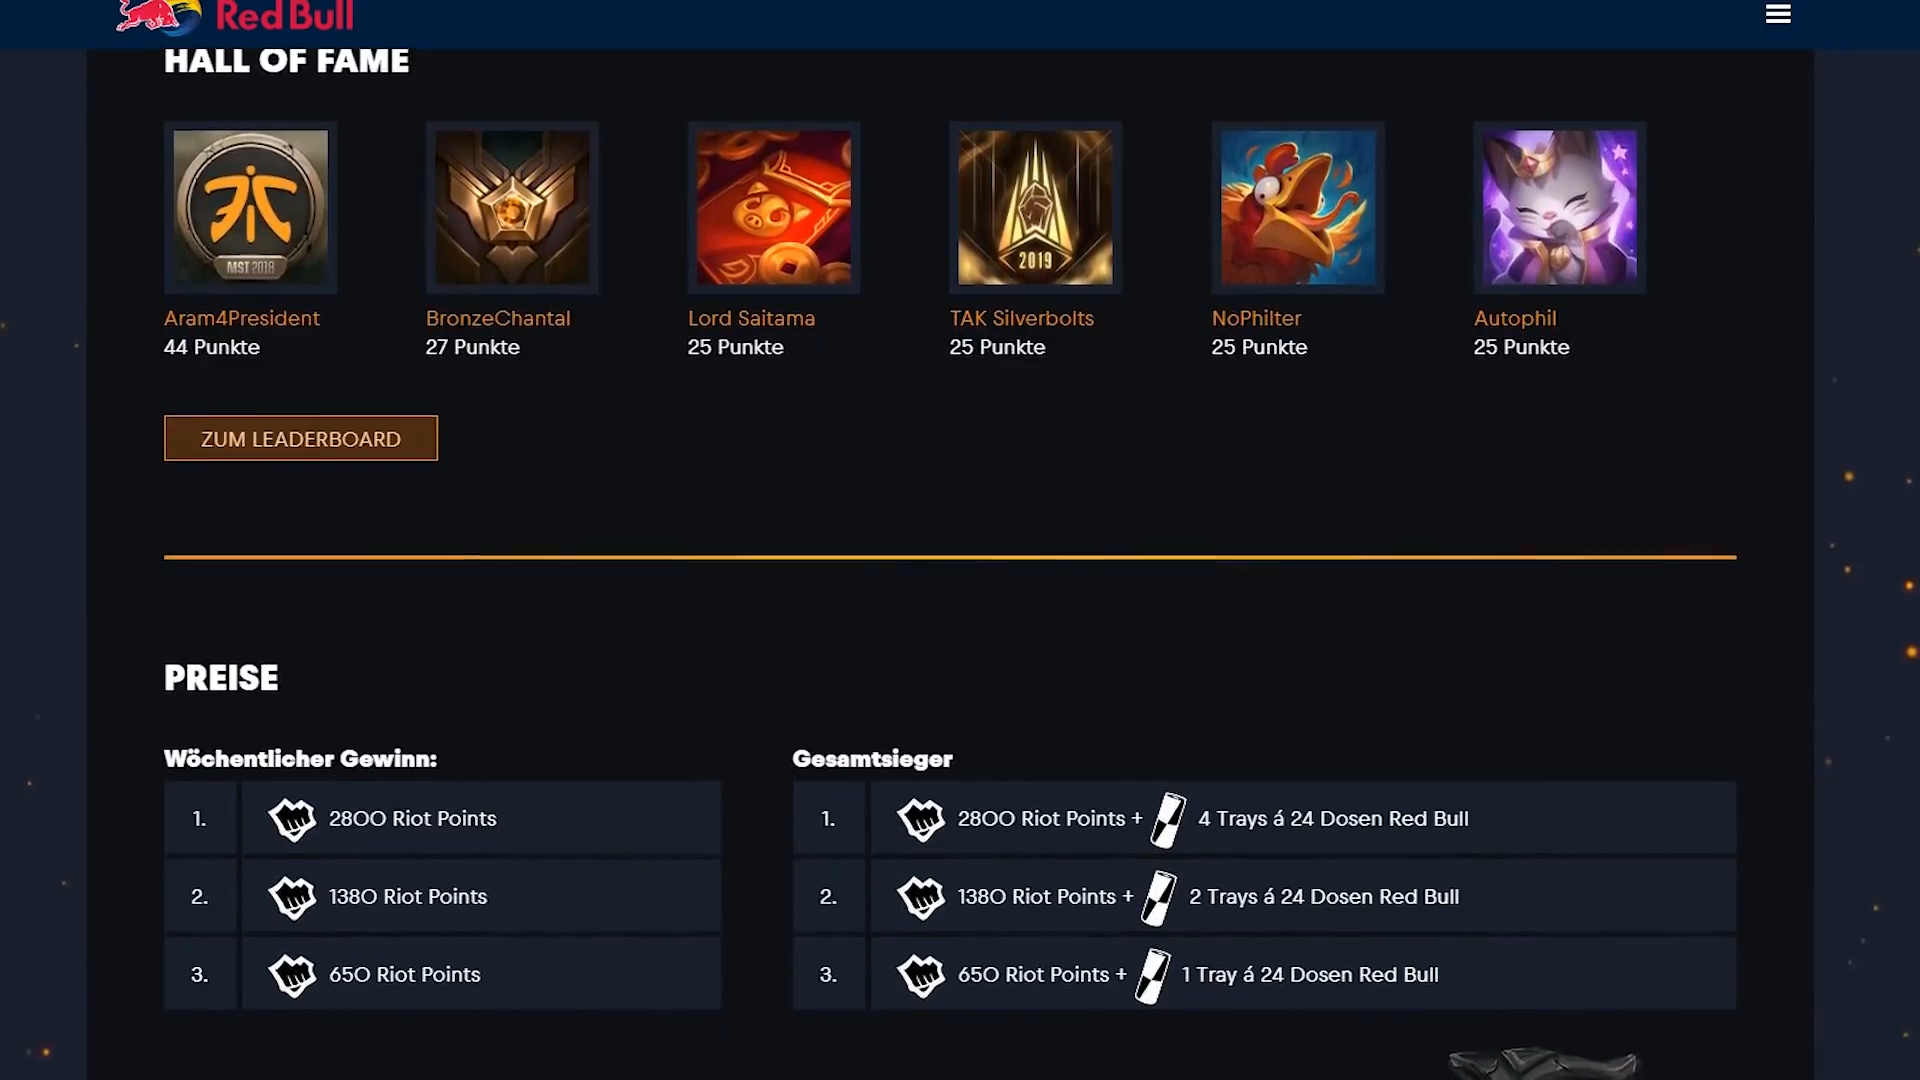 Red Bull
HALL OF FAME
MSI 2018
2019
Aram4President
44 Punkte
BronzeChantal
27 Punkte
Lord Saitama
25 Punkte
TAK Silverbolts
25 Punkte
NoPhilter
25 Punkte
Autophil
25 Punkte
ZUM LEADERBOARD
PREISE
Wöchentlicher Gewinn:
1. 2800 Riot Points
2. 1380 Riot Points
3. 650 Riot Points
Gesamtsieger
1. 2800 Riot Points + 4 Trays á 24 Dosen Red Bull
2. 1380 Riot Points + 2 Trays á 24 Dosen Red Bull
3. 650 Riot Points + 1 Tray á 24 Dosen Red Bull